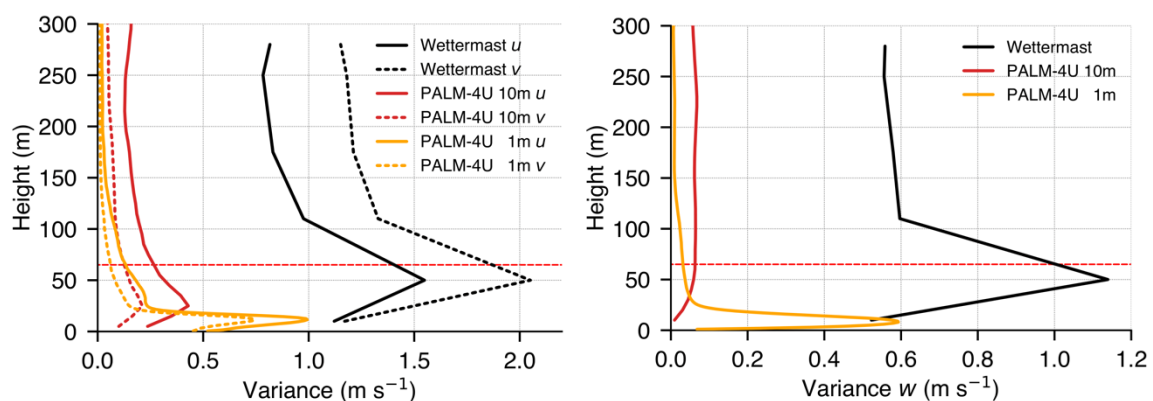 300
250
200
150
100
50
0
Height (m)
0.0 0.5 1.0 1.5 2.0
Variance (m s⁻¹)
Wettermast u
Wettermast v
PALM-4U 10m u
PALM-4U 10m v
PALM-4U 1m u
PALM-4U 1m v
300
250
200
150
100
50
0
Height (m)
0.0 0.2 0.4 0.6 0.8 1.0 1.2
Variance w (m s⁻¹)
Wettermast
PALM-4U 10m
PALM-4U 1m